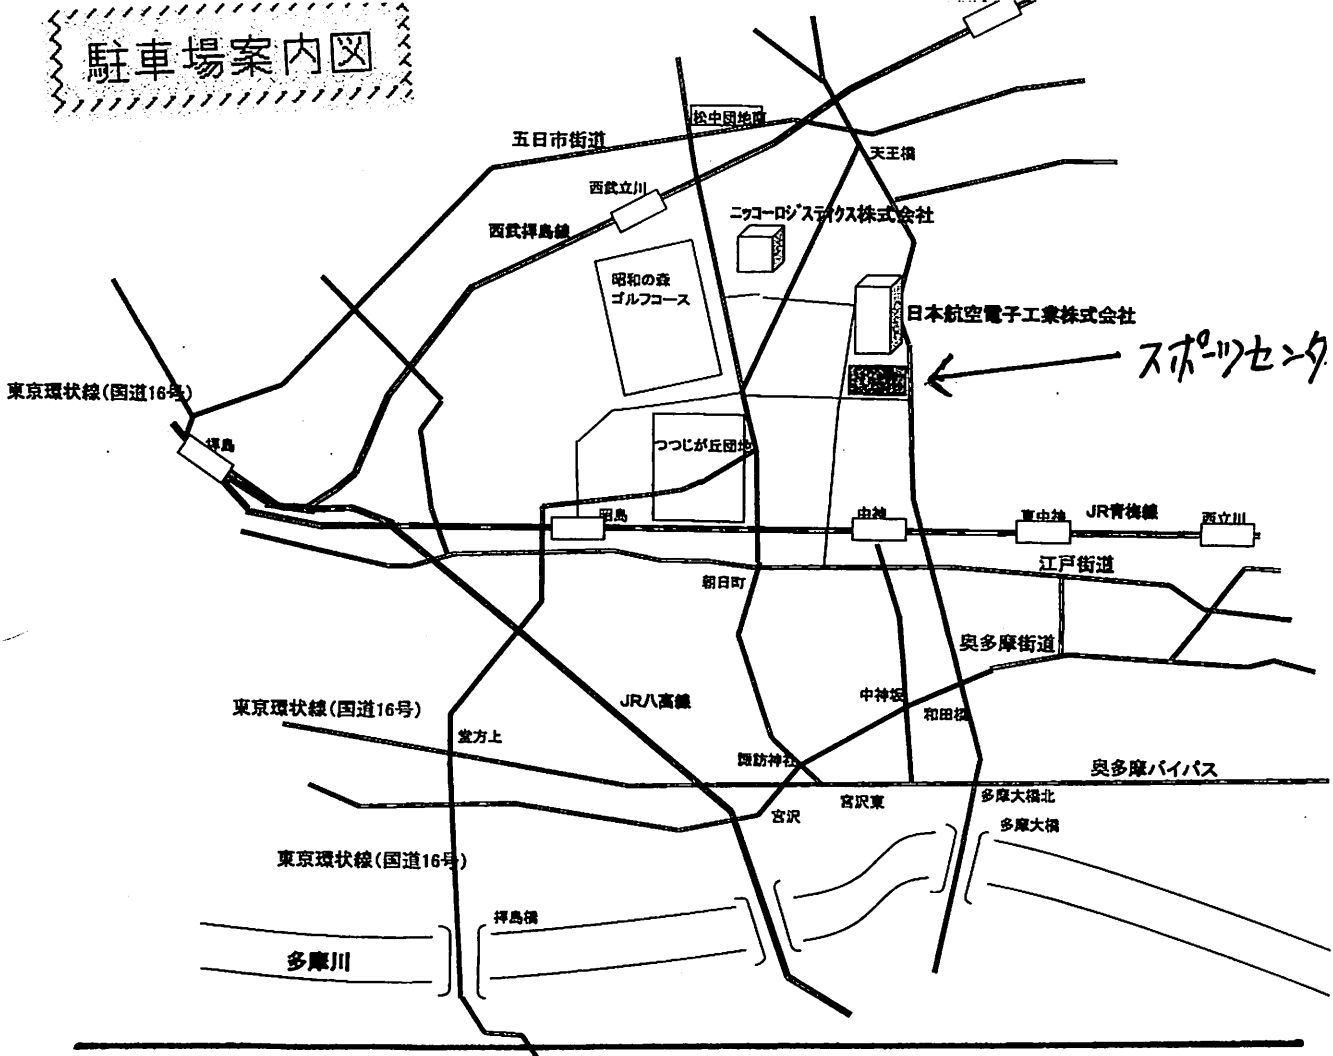 駐車場案内図
松中団地南
五日市街道
天王橋
西武立川
ニッコーロジスティクス株式会社
西武拝島線
昭和の森
ゴルフコース
日本航空電子工業株式会社
スポーツセンタ
東京環状線(国道16号)
拝島
つつじが丘団地
昭島
中神
東中神
JR青梅線
西立川
江戸街道
朝日町
奥多摩街道
JR八高線
中神坂
和田橋
東京環状線(国道16号)
堂方上
諏訪神社
奥多摩バイパス
宮沢東
多摩大橋北
宮沢
多摩大橋
東京環状線(国道16号)
拝島橋
多摩川